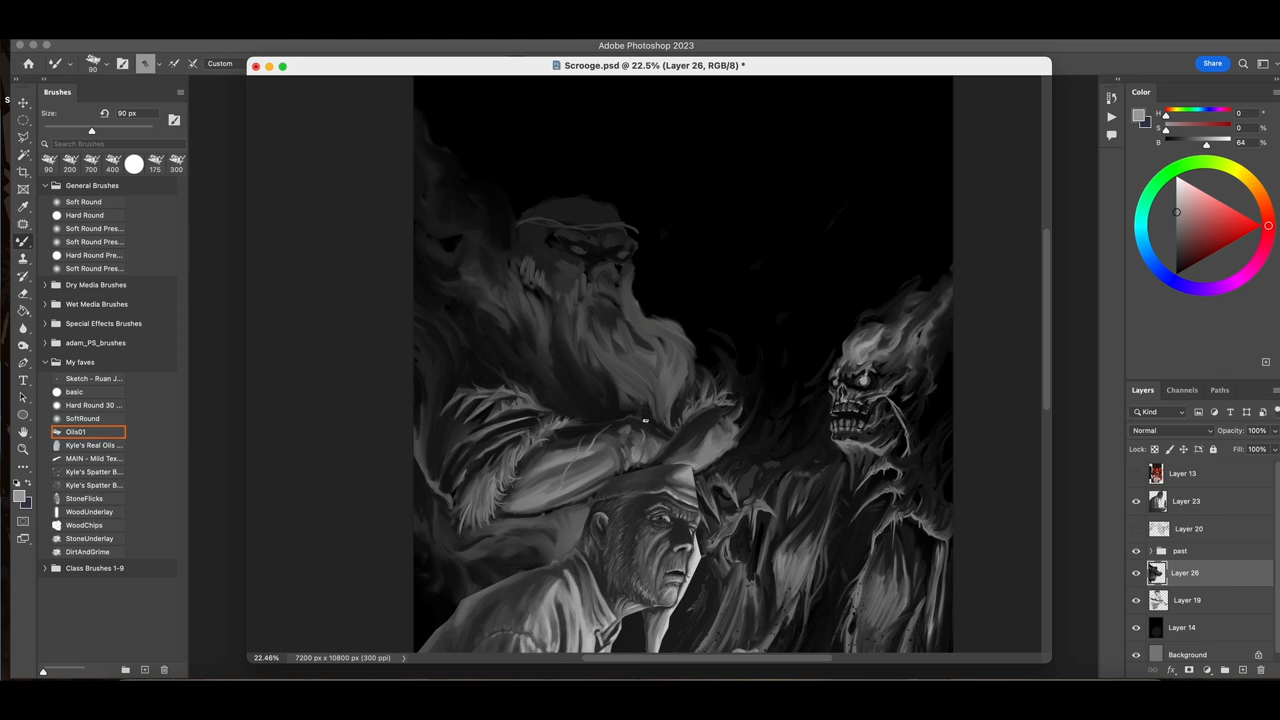 Adobe Photoshop 2023
90
Custom
Share
Scrooge.psd @ 22.5% (Layer 26, RGB/8) *
Brushes
Size:
90 px
Search Brushes
90 200 700 400 175 300
General Brushes
Soft Round
Hard Round
Soft Round Pres...
Soft Round Pres...
Hard Round Pre...
Soft Round Pres...
Dry Media Brushes
Wet Media Brushes
Special Effects Brushes
adam_PS_brushes
My faves
Sketch - Ruan J...
basic
Hard Round 30 ...
SoftRound
Oils01
Kyle's Real Oils ...
MAIN - Mild Tex...
Kyle's Spatter B...
Kyle's Spatter B...
StoneFlicks
WoodUnderlay
WoodChips
StoneUnderlay
DirtAndGrime
Class Brushes 1-9
22.46% 7200 px x 10800 px (300 ppi)
Color
H 0 °
S 0 %
B 64 %
Layers Channels Paths
Kind
Normal Opacity: 100%
Lock: Fill: 100%
Layer 13
Layer 23
Layer 20
past
Layer 26
Layer 19
Layer 14
Background
fx